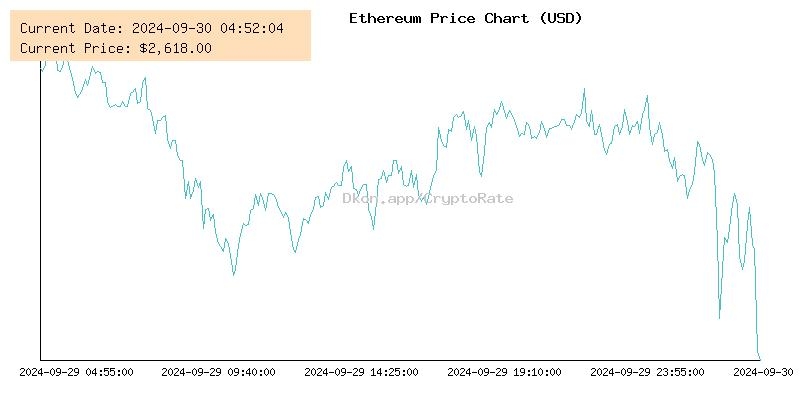 Ethereum Price Chart (USD)
Current Date: 2024-09-30 04:52:04
Current Price: $2,618.00
Dkon.app/CryptoRate
2024-09-29 04:55:00
2024-09-29 09:40:00
2024-09-29 14:25:00
2024-09-29 19:10:00
2024-09-29 23:55:00
2024-09-30